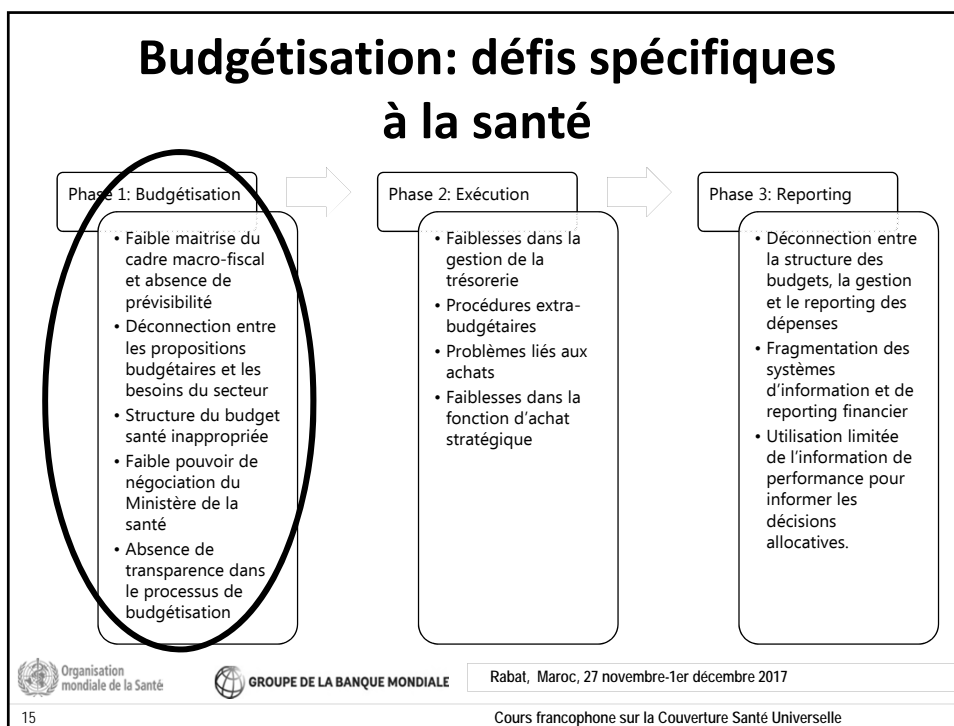 Budgétisation: défis spécifiques
à la santé
Phase 1: Budgétisation
• Faible maitrise du
cadre macro-fiscal
et absence de
prévisibilité
• Déconnection entre
les propositions
budgétaires et les
besoins du secteur
• Structure du budget
santé inappropriée
• Faible pouvoir de
négociation du
Ministère de la
santé
• Absence de
transparence dans
le processus de
budgétisation
Phase 2: Exécution
• Faiblesses dans la
gestion de la
trésorerie
• Procédures extra-
budgétaires
• Problèmes liés aux
achats
• Faiblesses dans la
fonction d'achat
stratégique
Phase 3: Reporting
• Déconnection entre
la structure des
budgets, la gestion
et le reporting des
dépenses
• Fragmentation des
systèmes
d'information et de
reporting financier
• Utilisation limitée
de l'information de
performance pour
informer les
décisions
allocatives.
Organisation
mondiale de la Santé
GROUPE DE LA BANQUE MONDIALE
Rabat, Maroc, 27 novembre-1er décembre 2017
15
Cours francophone sur la Couverture Santé Universelle